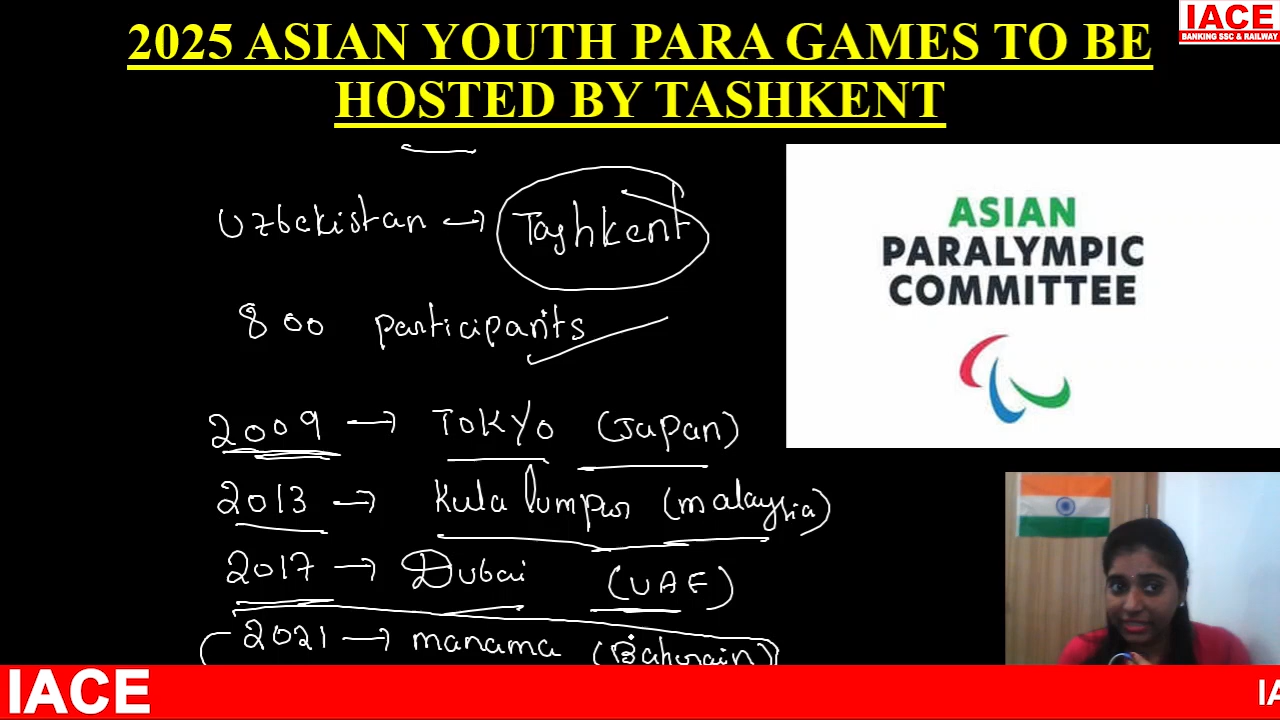 2025 ASIAN YOUTH PARA GAMES TO BE
HOSTED BY TASHKENT
IACE
BANKING SSC & RAILWAY
Uzbekistan → Tashkent
800 participants
ASIAN
PARALYMPIC
COMMITTEE
2009 → TOKYO (Japan)
2013 → Kula lumpur (malaysia)
2017 → Dubai (UAE)
2021 → manama (Bahrain)
IACE
IA